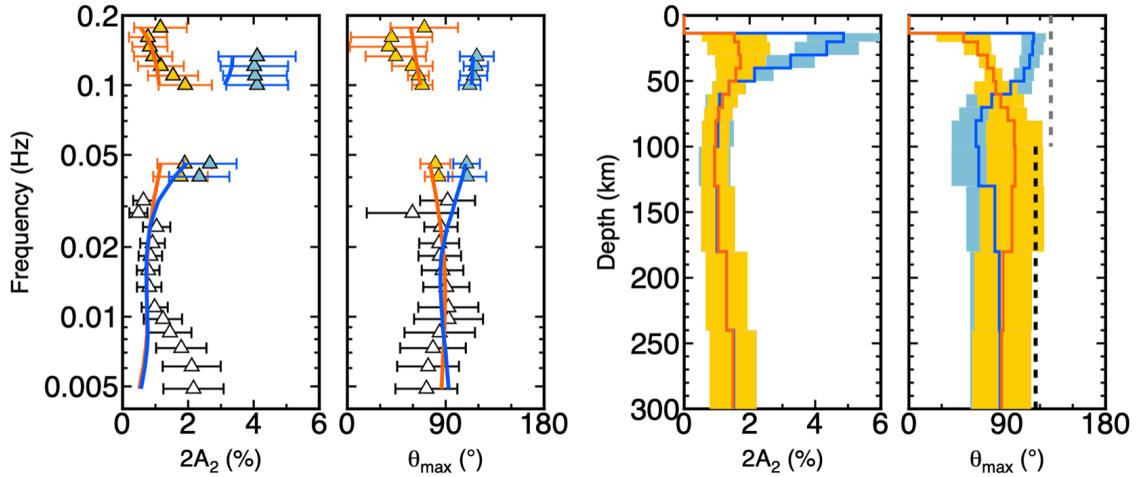 0.2
0.1
0.05
0.02
0.01
0.005
Frequency (Hz)
0 2 4 6
2A₂ (%)
0 90 180
θmax (°)
0
50
100
150
200
250
300
Depth (km)
0 2 4 6
2A₂ (%)
0 90 180
θmax (°)